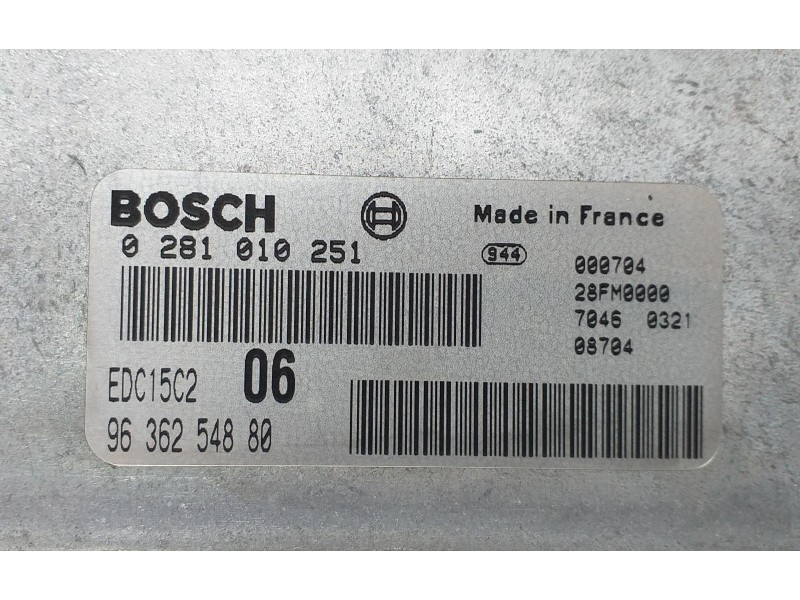 BOSCH
Made in France
0 281 010 251
944
000704
28FM0000
7046 0321
08704
EDC15C2 06
96 362 548 80